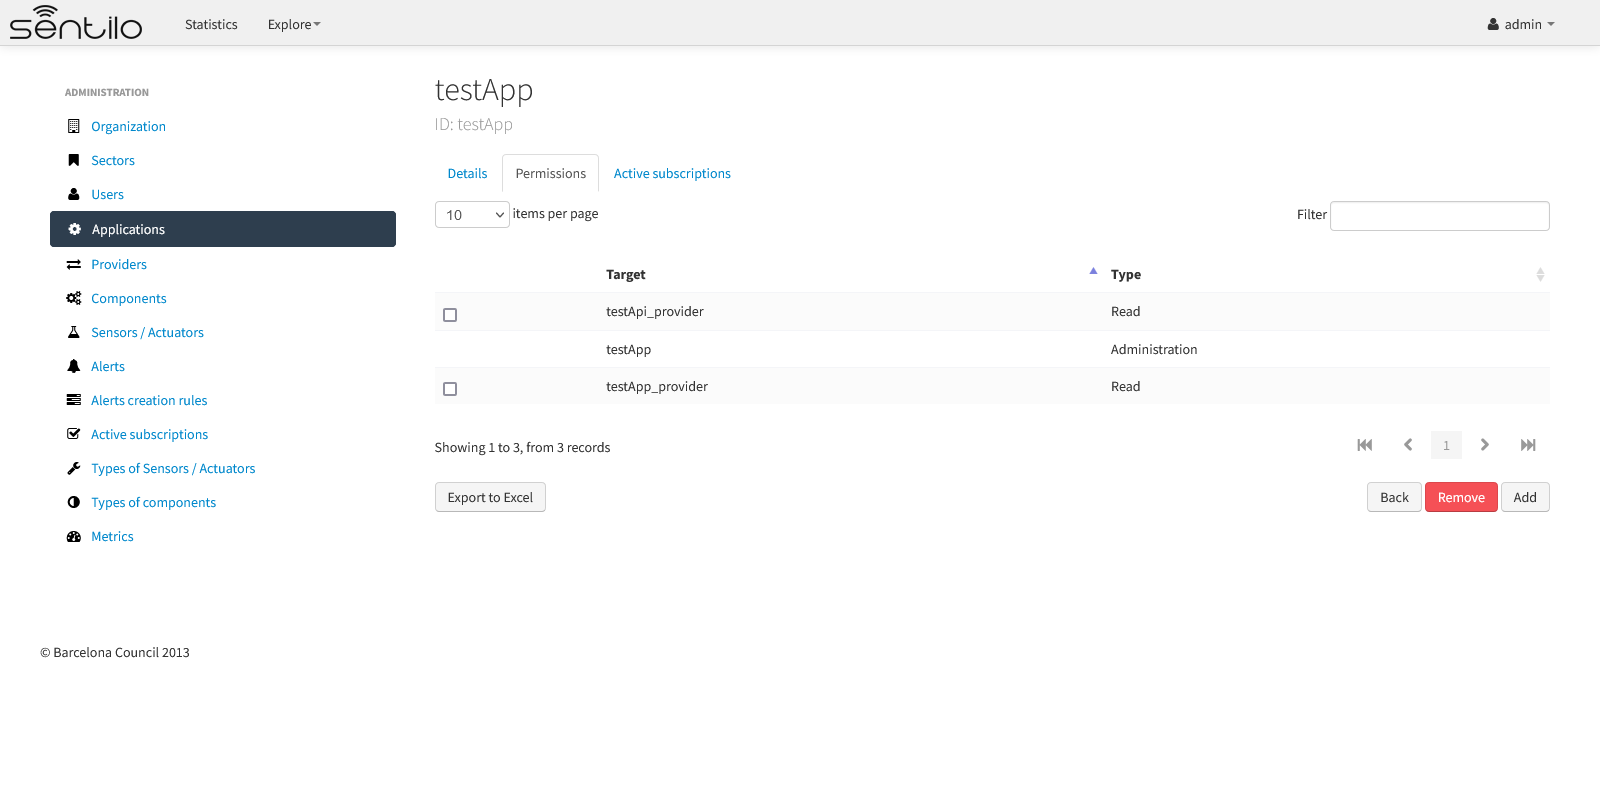 sentilo
Statistics
Explore
admin
ADMINISTRATION
Organization
Sectors
Users
Applications
Providers
Components
Sensors / Actuators
Alerts
Alerts creation rules
Active subscriptions
Types of Sensors / Actuators
Types of components
Metrics
testApp
ID: testApp
Details
Permissions
Active subscriptions
10 items per page
Filter
Target Type
testApi_provider Read
testApp Administration
testApp_provider Read
Showing 1 to 3, from 3 records
1
Export to Excel
Back
Remove
Add
© Barcelona Council 2013